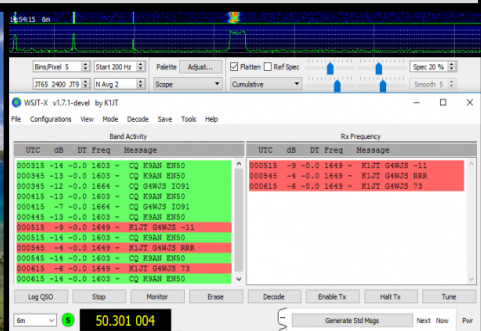 14:54:15 6m
Bins/Pixel 5 Start 200 Hz Palette Adjust... Flatten Ref Spec Spec 20 %
JT65 2400 JT9 N Avg 2 Scope Cumulative Smooth 5
WSJT-X v1.7.1-devel by K1JT
File Configurations View Mode Decode Save Tools Help
Band Activity
UTC dB DT Freq Message
000315 -14 -0.0 1603 ~ CQ K9AN EN50
000345 -13 -0.0 1603 ~ CQ K9AN EN50
000345 -12 -0.0 1664 ~ CQ G4WJS IO91
000415 -13 -0.0 1603 ~ CQ K9AN EN50
000415 -7 -0.0 1664 ~ CQ G4WJS IO91
000445 -13 -0.0 1603 ~ CQ K9AN EN50
000515 -9 -0.0 1649 ~ K1JT G4WJS -11
000515 -14 -0.0 1603 ~ CQ K9AN EN50
000545 -4 -0.0 1649 ~ K1JT G4WJS RRR
000545 -14 -0.0 1603 ~ CQ K9AN EN50
000615 -6 -0.0 1649 ~ K1JT G4WJS 73
000615 -14 -0.0 1603 ~ CQ K9AN EN50
Rx Frequency
UTC dB DT Freq Message
000515 -9 -0.0 1649 ~ K1JT G4WJS -11
000545 -4 -0.0 1649 ~ K1JT G4WJS RRR
000615 -6 -0.0 1649 ~ K1JT G4WJS 73
Log QSO Stop Monitor Erase Decode Enable Tx Halt Tx Tune
6m S 50.301 004 Generate Std Msgs Next Now Pwr